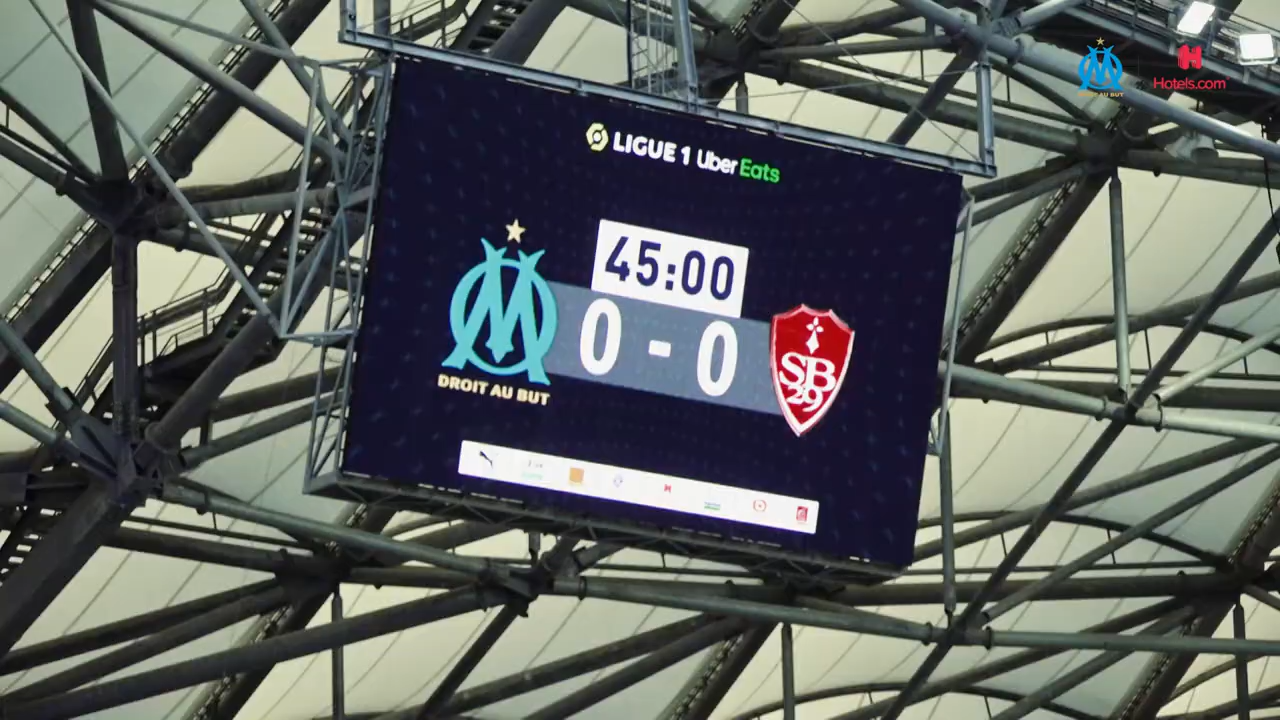 Hotels.com
LIGUE 1 Uber Eats
45:00
0 - 0
DROIT AU BUT
SB
29